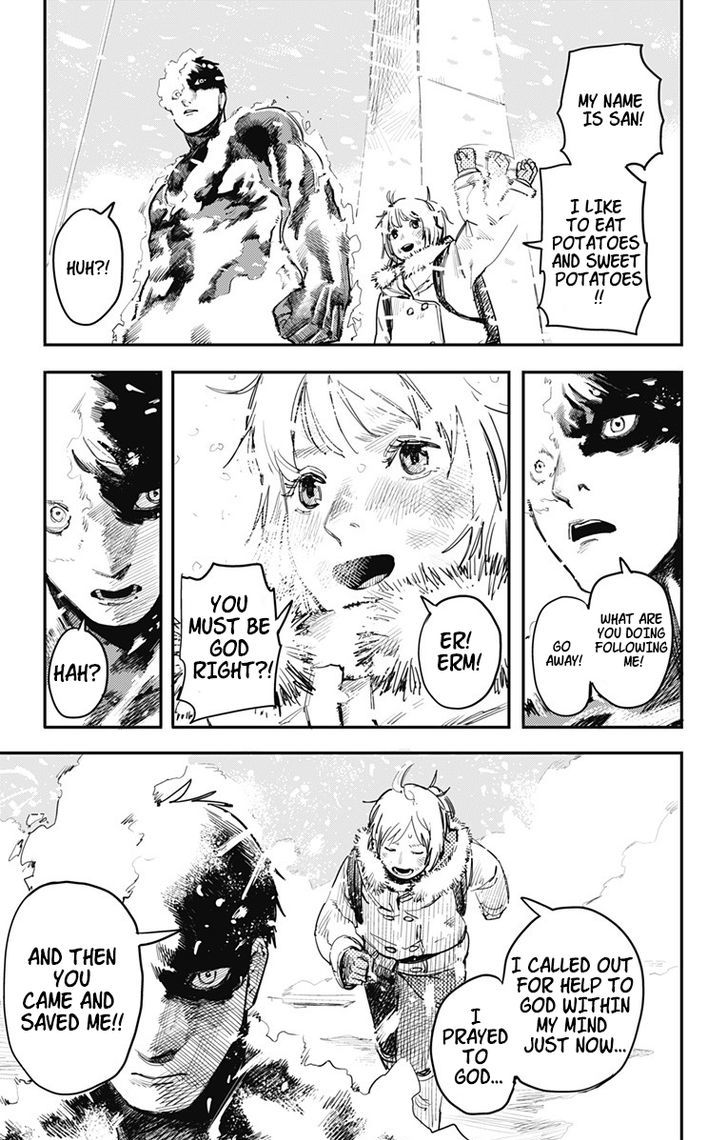 MY NAME
IS SAN!
I LIKE
TO EAT
POTATOES
AND SWEET
POTATOES
!!
HUH?!
WHAT ARE
YOU DOING
FOLLOWING
ME!
GO
AWAY!
ER!
ERM!
YOU
MUST BE
GOD
RIGHT?!
HAH?
I CALLED OUT
FOR HELP TO
GOD WITHIN
MY MIND
JUST NOW...
I
PRAYED
TO
GOD...
AND THEN
YOU
CAME AND
SAVED ME!!